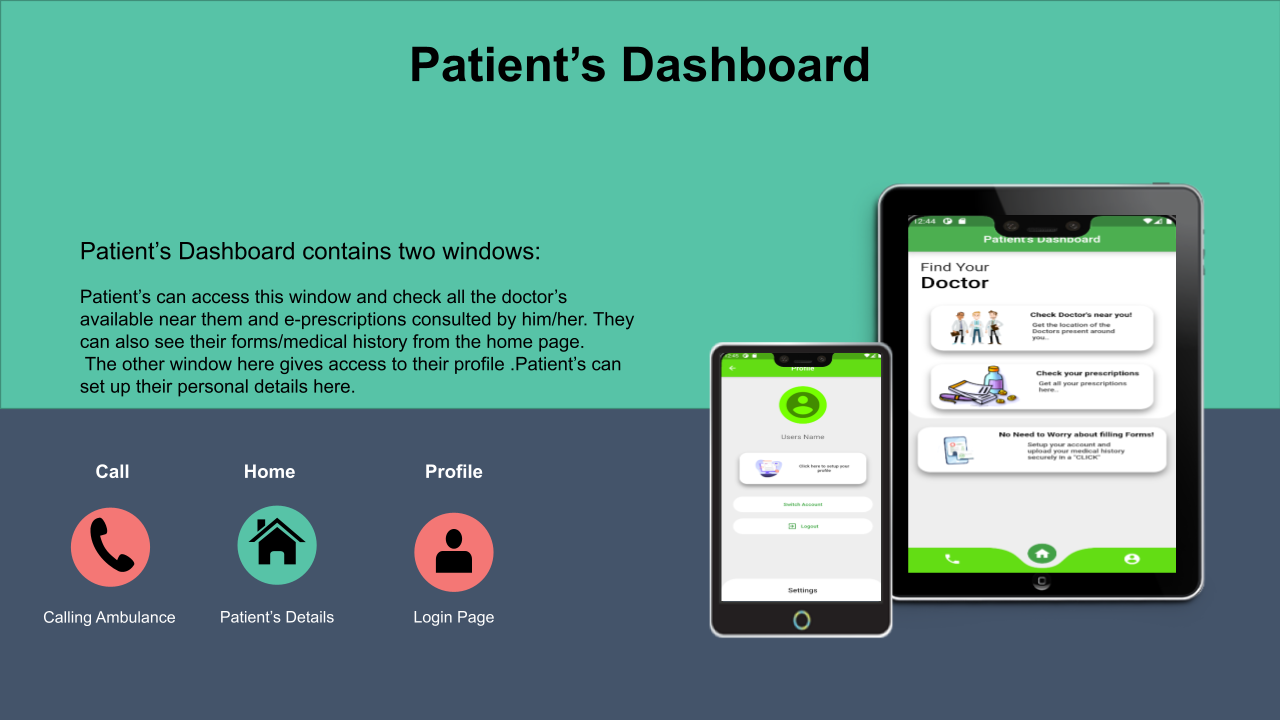 Patient’s Dashboard
Patient’s Dashboard contains two windows:
Patient’s can access this window and check all the doctor’s
available near them and e-prescriptions consulted by him/her. They
can also see their forms/medical history from the home page.
The other window here gives access to their profile .Patient’s can
set up their personal details here.
Call
Home
Profile
Calling Ambulance
Patient’s Details
Login Page
Profile
Users Name
Click here to setup your
profile
Switch Account
Logout
Settings
12:44
Patient's Dashboard
Find Your
Doctor
Check Doctor's near you!
Get the location of the
Doctors present around
you..
Check your prescriptions
Get all your prescriptions
here..
No Need to Worry about filling Forms!
Setup your account and
upload your medical history
securely in a "CLICK"